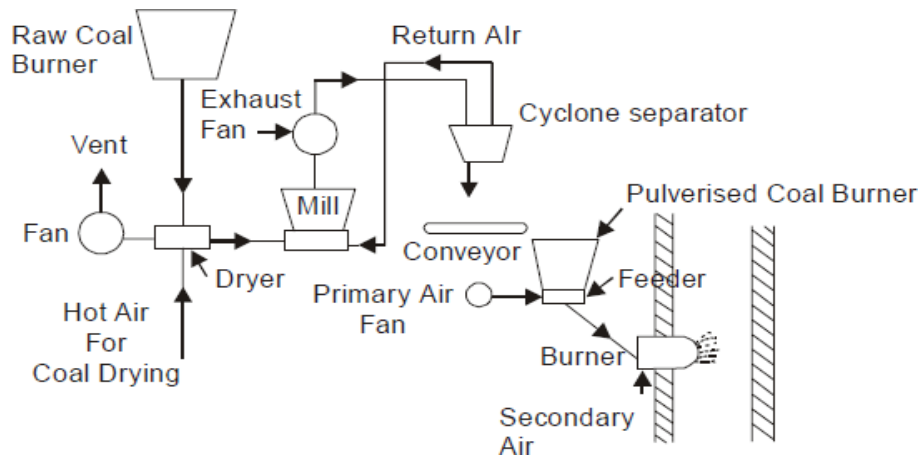 Raw Coal
Burner
Return AIr
Exhaust
Fan
Cyclone separator
Vent
Mill
Pulverised Coal Burner
Fan
Conveyor
Dryer
Feeder
Primary Air
Fan
Hot Air
For
Coal Drying
Burner
Secondary
Air